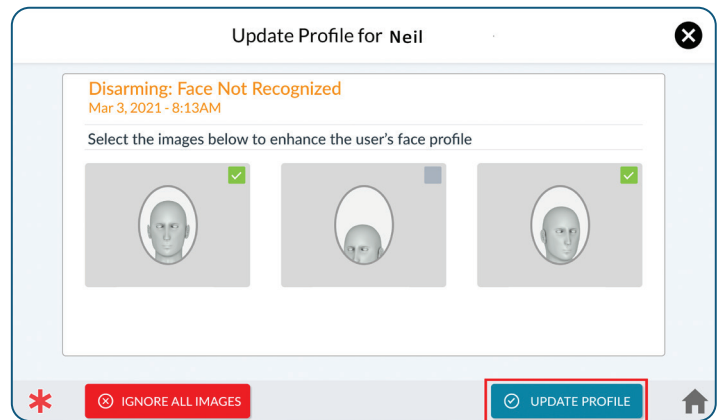 Update Profile for Neil
Disarming: Face Not Recognized
Mar 3, 2021 - 8:13AM
Select the images below to enhance the user's face profile
IGNORE ALL IMAGES
UPDATE PROFILE